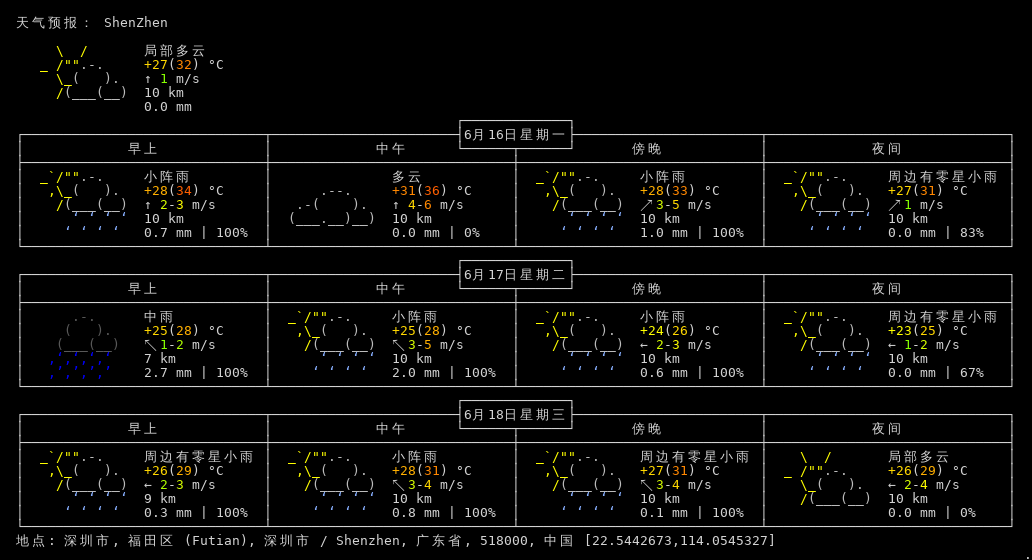 天气预报： ShenZhen
局部多云
+27(32) °C
↑ 1 m/s
10 km
0.0 mm
6月16日星期一
早上 中午 傍晚 夜间
小阵雨 多云 小阵雨 周边有零星小雨
+28(34) °C +31(36) °C +28(33) °C +27(31) °C
↑ 2-3 m/s ↑ 4-6 m/s ↗ 3-5 m/s ↗ 1 m/s
10 km 10 km 10 km 10 km
0.7 mm | 100% 0.0 mm | 0% 1.0 mm | 100% 0.0 mm | 83%
6月17日星期二
早上 中午 傍晚 夜间
中雨 小阵雨 小阵雨 周边有零星小雨
+25(28) °C +25(28) °C +24(26) °C +23(25) °C
↖ 1-2 m/s ↖ 3-5 m/s ← 2-3 m/s ← 1-2 m/s
7 km 10 km 10 km 10 km
2.7 mm | 100% 2.0 mm | 100% 0.6 mm | 100% 0.0 mm | 67%
6月18日星期三
早上 中午 傍晚 夜间
周边有零星小雨 小阵雨 周边有零星小雨 局部多云
+26(29) °C +28(31) °C +27(31) °C +26(29) °C
← 2-3 m/s ↖ 3-4 m/s ↖ 3-4 m/s ← 2-4 m/s
9 km 10 km 10 km 10 km
0.3 mm | 100% 0.8 mm | 100% 0.1 mm | 100% 0.0 mm | 0%
地点: 深圳市, 福田区 (Futian), 深圳市 / Shenzhen, 广东省, 518000, 中国 [22.5442673,114.0545327]